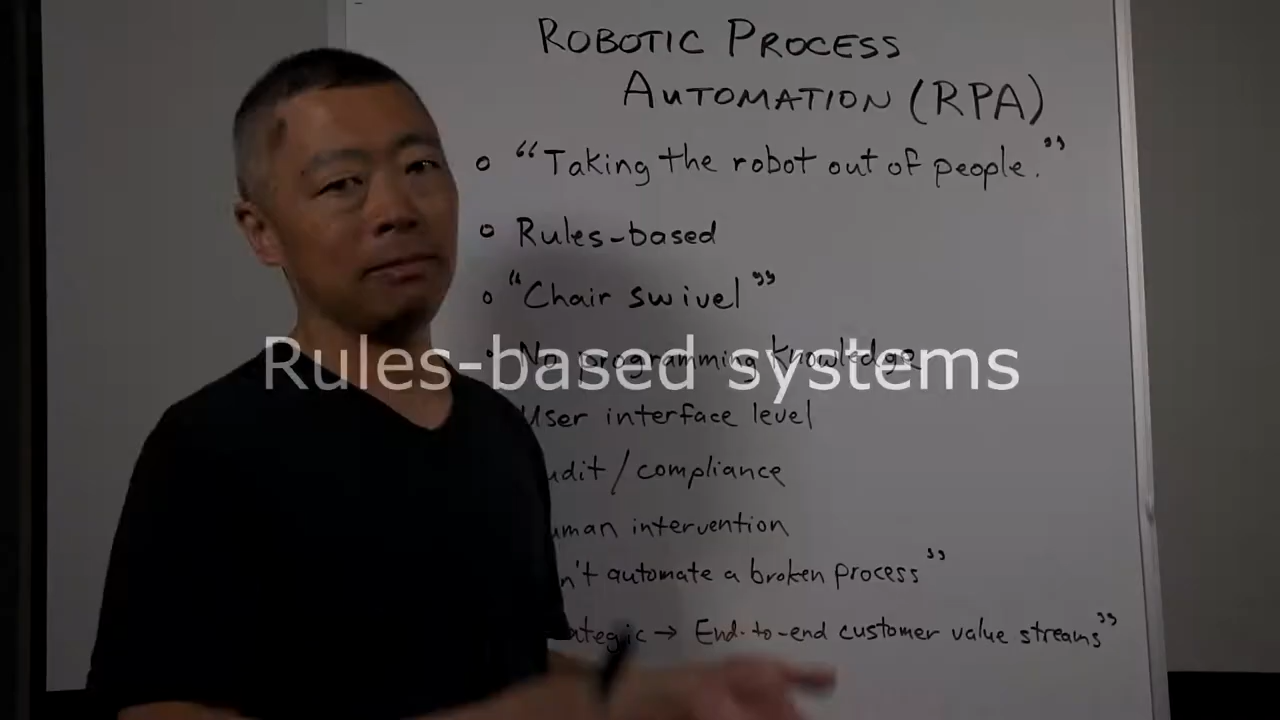 ROBOTIC PROCESS
AUTOMATION (RPA)
"Taking the robot out of people."
Rules-based
"Chair swivel"
No programming knowledge
Rules-based systems
User interface level
udit / compliance
uman intervention
n't automate a broken process"
ategic → End-to-end customer value streams"